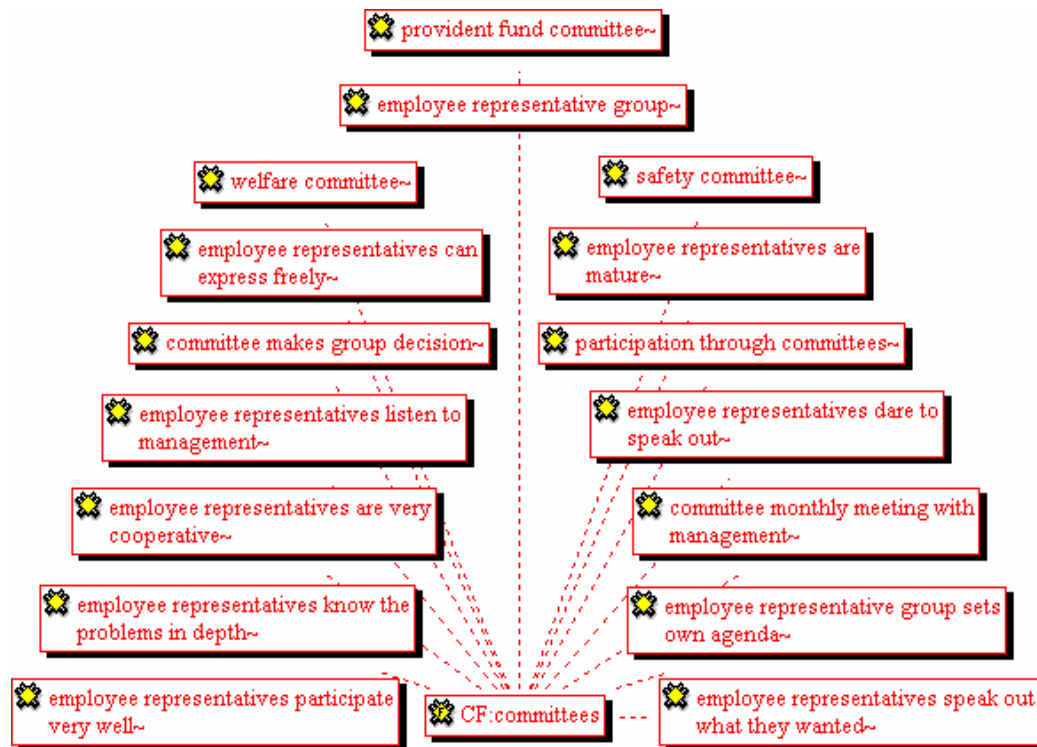 provident fund committee~
employee representative group~
welfare committee~
safety committee~
employee representatives can
express freely~
employee representatives are
mature~
committee makes group decision~
participation through committees~
employee representatives listen to
management~
employee representatives dare to
speak out~
employee representatives are very
cooperative~
committee monthly meeting with
management~
employee representatives know the
problems in depth~
employee representative group sets
own agenda~
employee representatives participate
very well~
F CF:committees
employee representatives speak out
what they wanted~